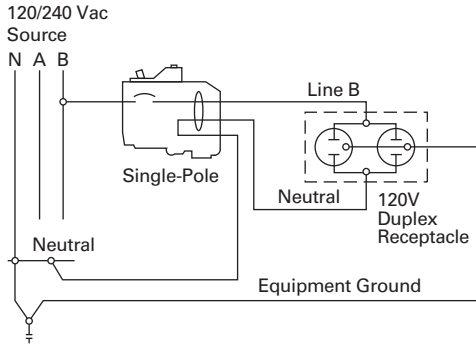 120/240 Vac
Source
N A B
Line B
Single-Pole
Neutral
120V
Duplex
Receptacle
Neutral
Equipment Ground